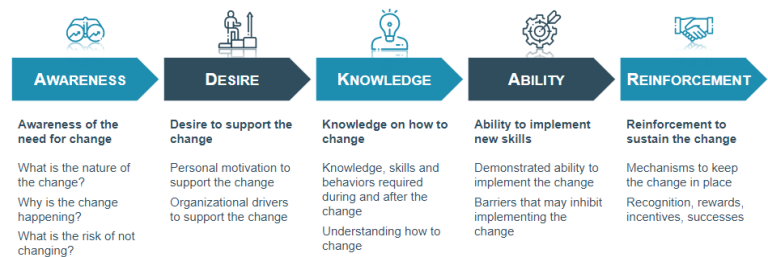 AWARENESS
DESIRE
KNOWLEDGE
ABILITY
REINFORCEMENT
Awareness of the
need for change
What is the nature of
the change?
Why is the change
happening?
What is the risk of not
changing?
Desire to support the
change
Personal motivation to
support the change
Organizational drivers
to support the change
Knowledge on how to
change
Knowledge, skills and
behaviors required
during and after the
change
Understanding how to
change
Ability to implement
new skills
Demonstrated ability to
implement the change
Barriers that may inhibit
implementing the
change
Reinforcement to
sustain the change
Mechanisms to keep
the change in place
Recognition, rewards,
incentives, successes